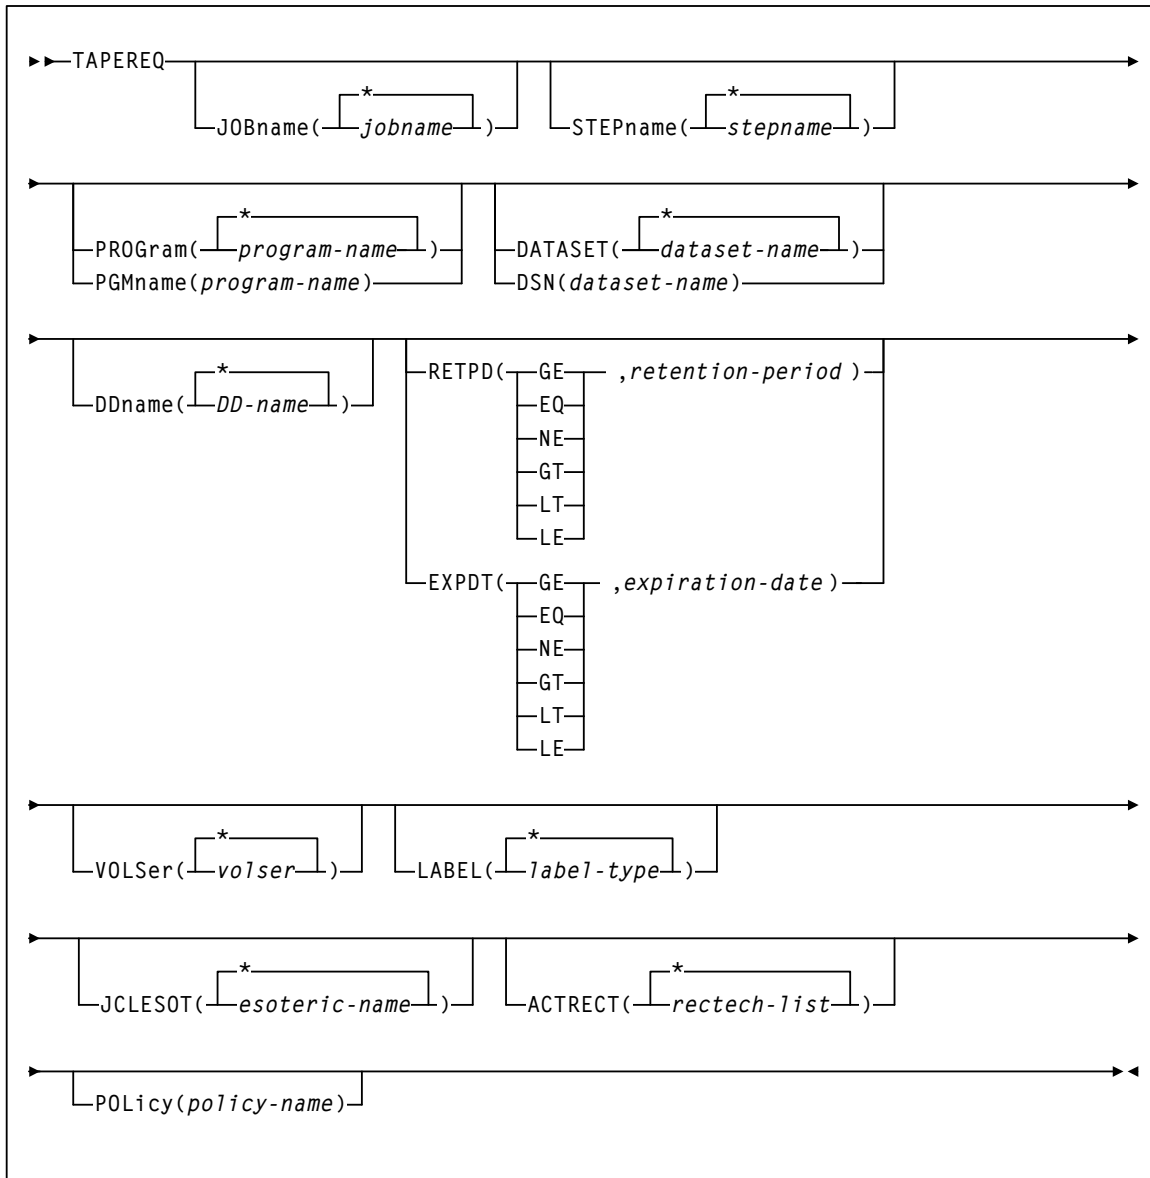 TAPEREQ
* *
JOBname( jobname ) STEPname( stepname )
* *
PROGram( program-name ) DATASET( dataset-name )
PGMname(program-name) DSN(dataset-name)
* RETPD( GE ,retention-period )
DDname( DD-name ) EQ
NE
GT
LT
LE
EXPDT( GE ,expiration-date)
EQ
NE
GT
LT
LE
* *
VOLSer( volser ) LABEL( label-type )
* *
JCLESOT( esoteric-name ) ACTRECT( rectech-list )
POLicy(policy-name)